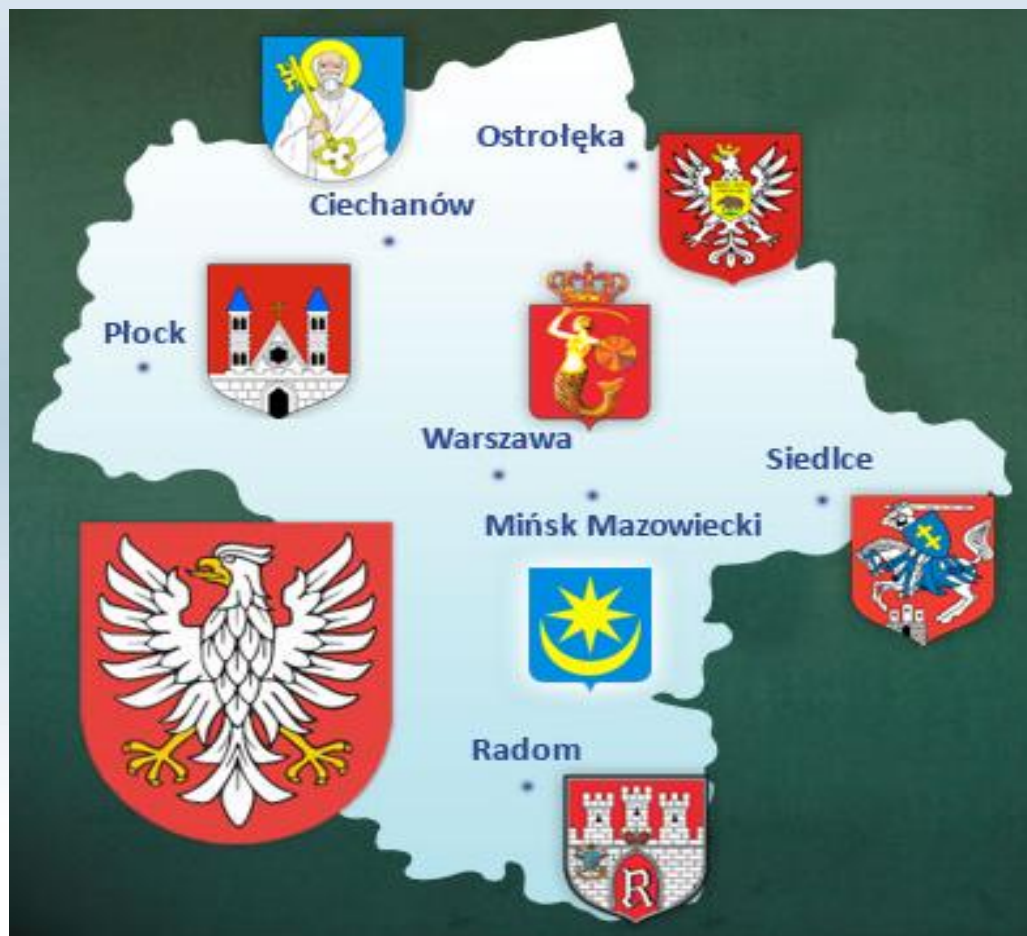 Ostrołęka
Ciechanów
Płock
Warszawa
Siedlce
Mińsk Mazowiecki
Radom
R